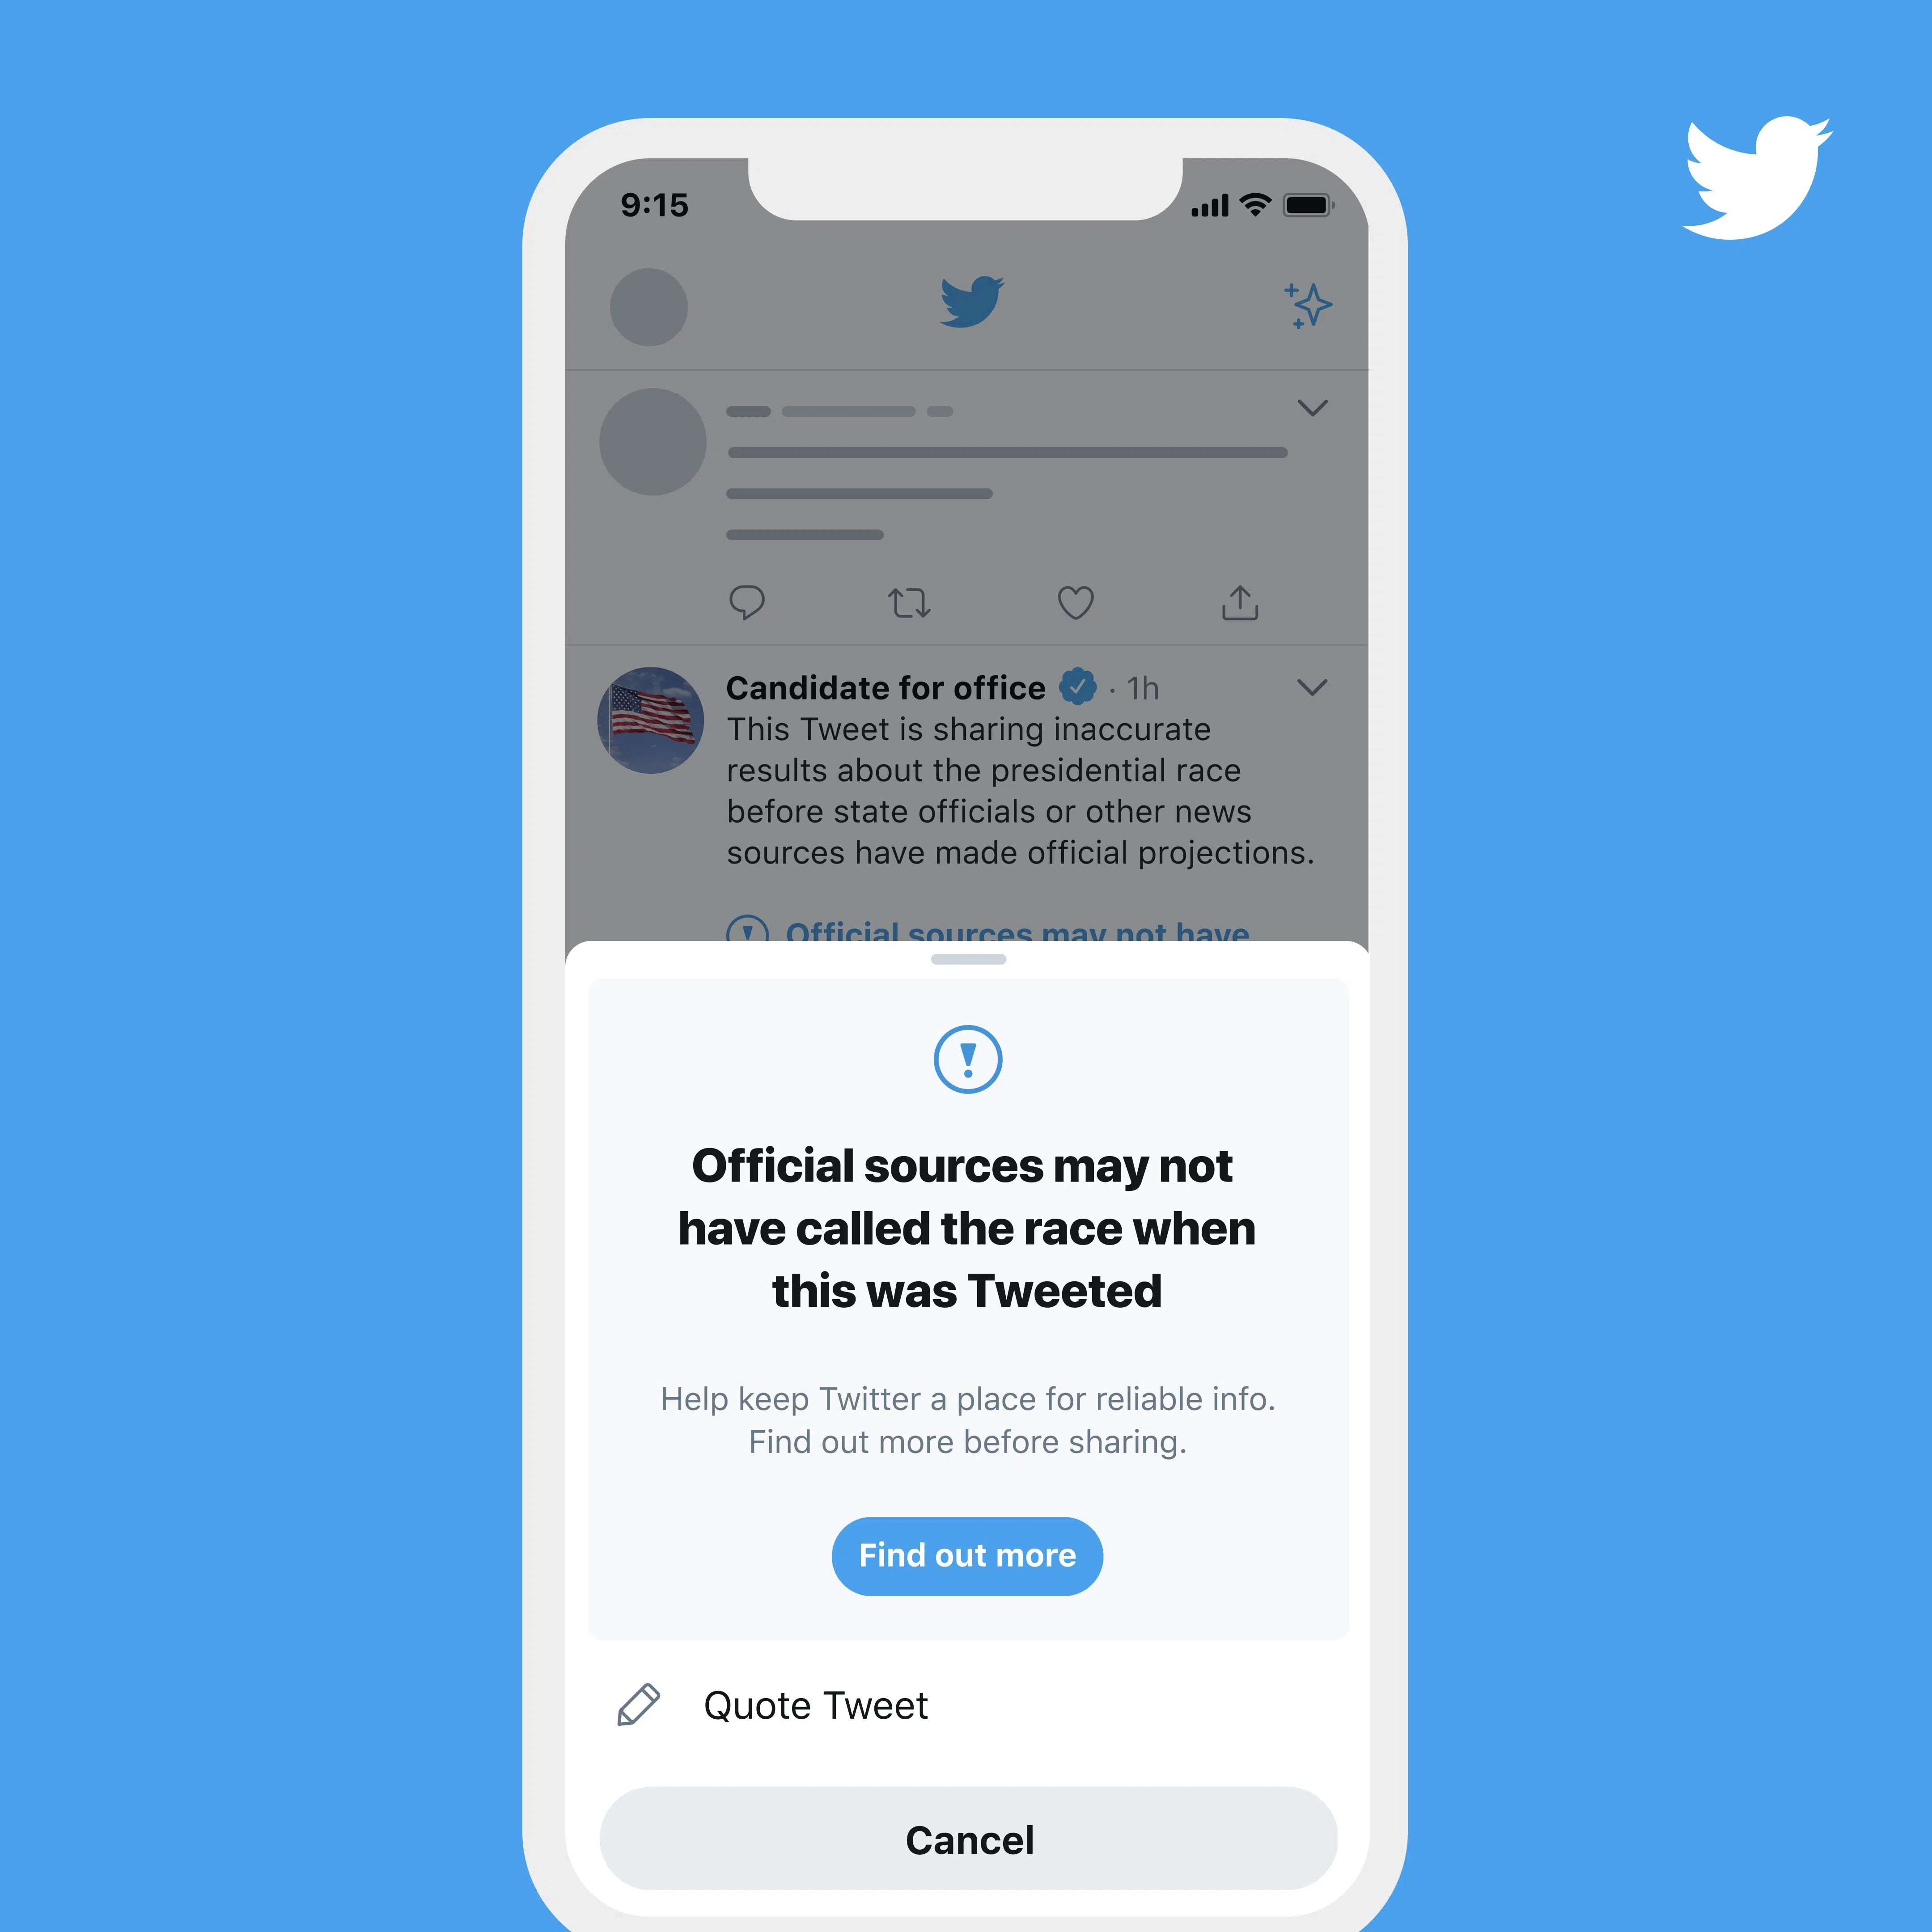 9:15
Candidate for office · 1h
This Tweet is sharing inaccurate
results about the presidential race
before state officials or other news
sources have made official projections.
Official sources may not have
Official sources may not
have called the race when
this was Tweeted
Help keep Twitter a place for reliable info.
Find out more before sharing.
Find out more
Quote Tweet
Cancel